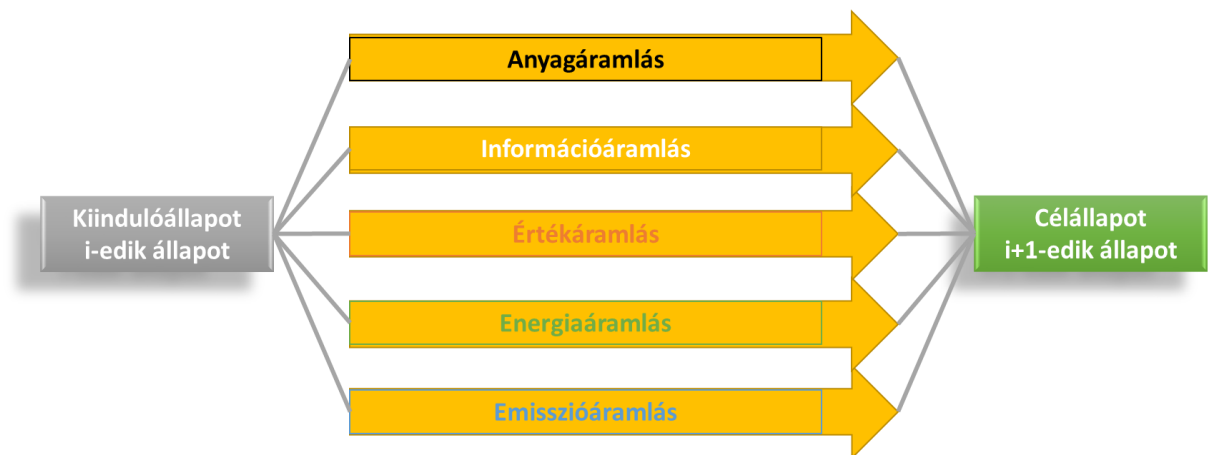 Anyagáramlás
Információáramlás
Kiindulóállapot
i-edik állapot
Értékáramlás
Célállapot
i+1-edik állapot
Energiaáramlás
Emisszióáramlás